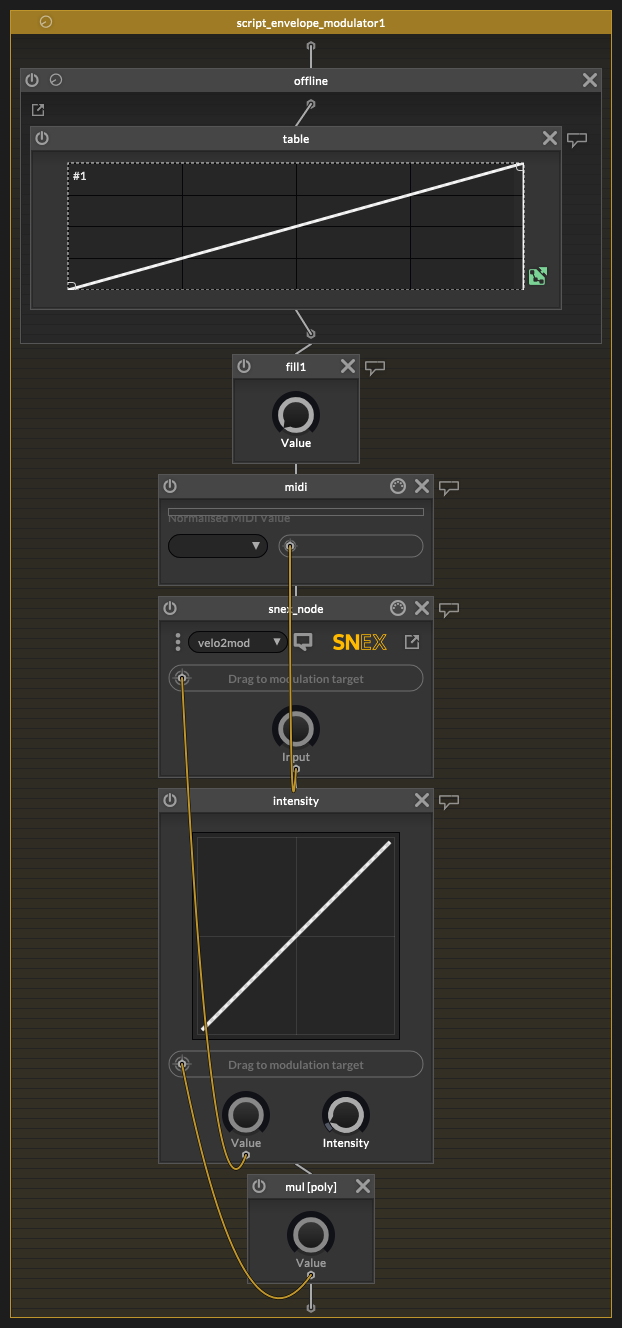 script_envelope_modulator1
offline
table
#1
fill1
Value
midi
Normalised MIDI Value
snex_node
velo2mod
SNEX
Drag to modulation target
Input
intensity
Drag to modulation target
Value
Intensity
mul [poly]
Value